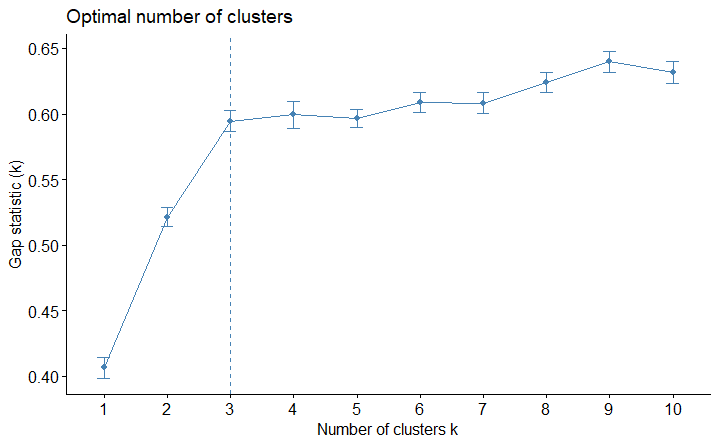 Optimal number of clusters
0.65
0.60
0.55
0.50
0.45
0.40
Gap statistic (k)
1 2 3 4 5 6 7 8 9 10
Number of clusters k